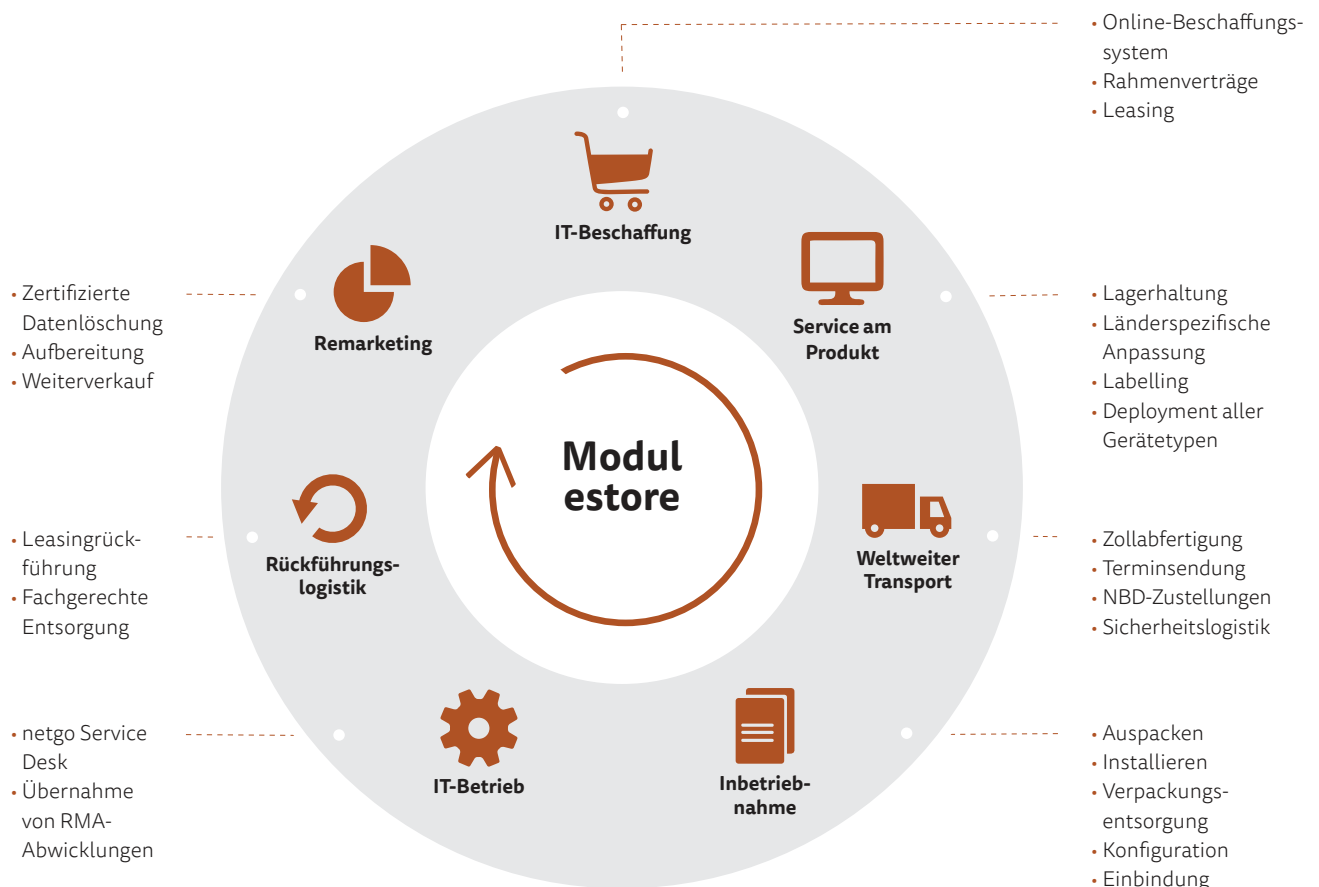 • Online-Beschaffungs-
system
• Rahmenverträge
• Leasing
IT-Beschaffung
Service am
Produkt
• Lagerhaltung
• Länderspezifische
Anpassung
• Labelling
• Deployment aller
Gerätetypen
Weltweiter
Transport
• Zollabfertigung
• Terminsendung
• NBD-Zustellungen
• Sicherheitslogistik
Inbetrieb-
nahme
• Auspacken
• Installieren
• Verpackungs-
entsorgung
• Konfiguration
• Einbindung
IT-Betrieb
• netgo Service
Desk
• Übernahme
von RMA-
Abwicklungen
Rückführungs-
logistik
• Leasingrück-
führung
• Fachgerechte
Entsorgung
Remarketing
• Zertifizierte
Datenlöschung
• Aufbereitung
• Weiterverkauf
Modul
estore